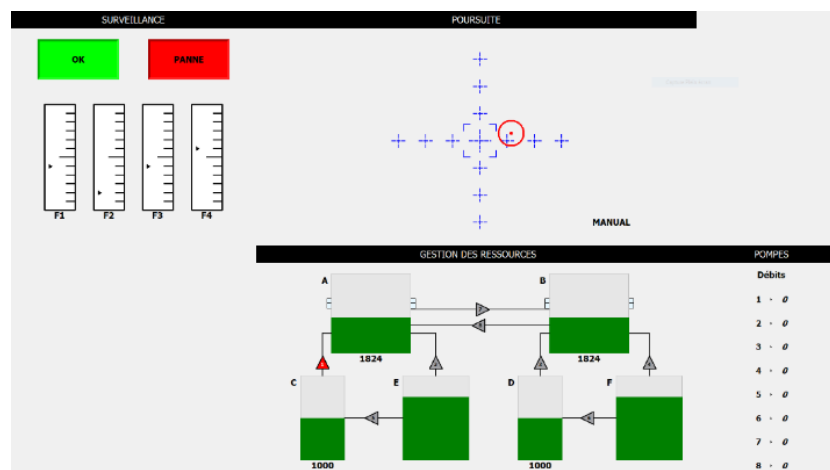 SURVEILLANCE
POURSUITE
OK
PANNE
F1
F2
F3
F4
MANUAL
GESTION DES RESSOURCES
POMPES
Débits
A
B
1824
1824
C
E
D
F
1000
1000
1 · 0
2 · 0
3 · 0
4 · 0
5 · 0
6 · 0
7 · 0
8 · 0